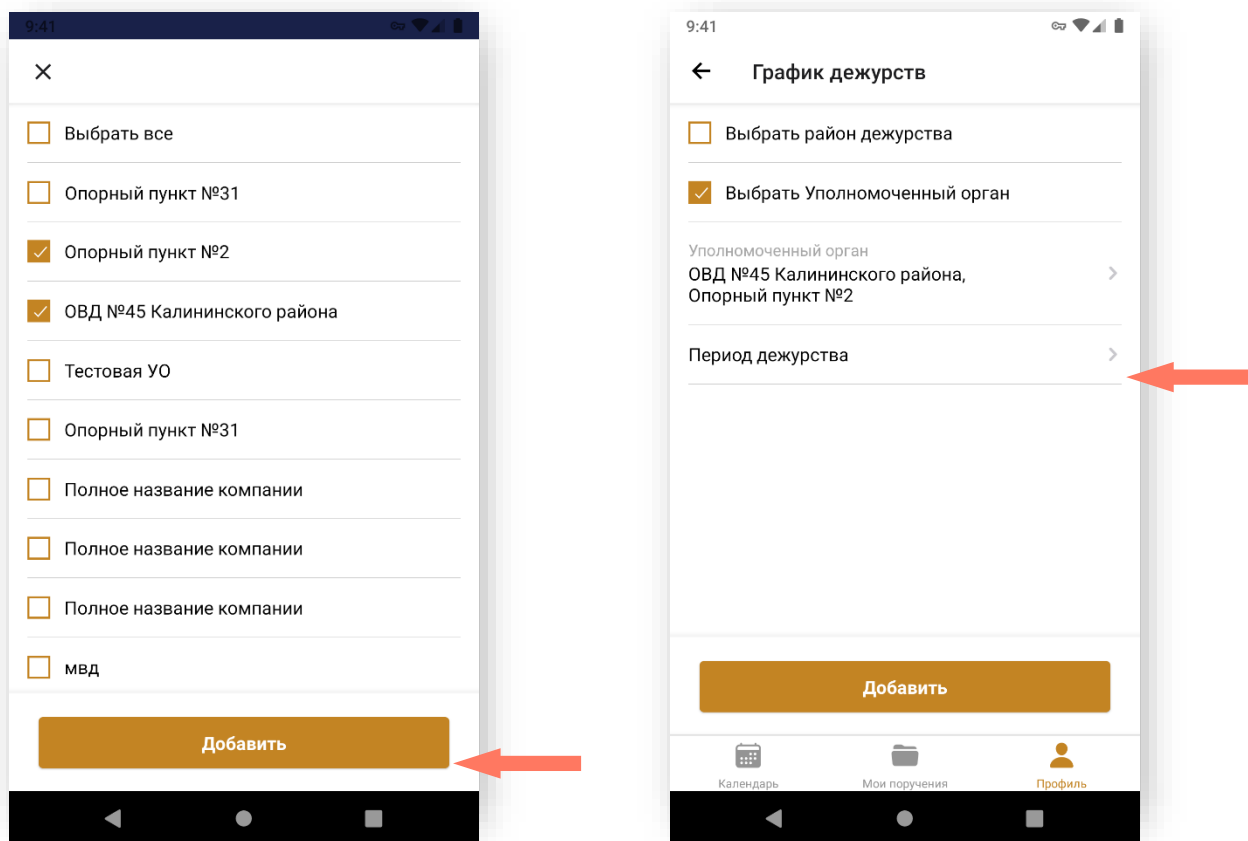 9:41
Выбрать все
Опорный пункт №31
Опорный пункт №2
ОВД №45 Калининского района
Тестовая УО
Опорный пункт №31
Полное название компании
Полное название компании
Полное название компании
мвд
Добавить
9:41
График дежурств
Выбрать район дежурства
Выбрать Уполномоченный орган
Уполномоченный орган
ОВД №45 Калининского района,
Опорный пункт №2
Период дежурства
Добавить
Календарь Мои поручения Профиль